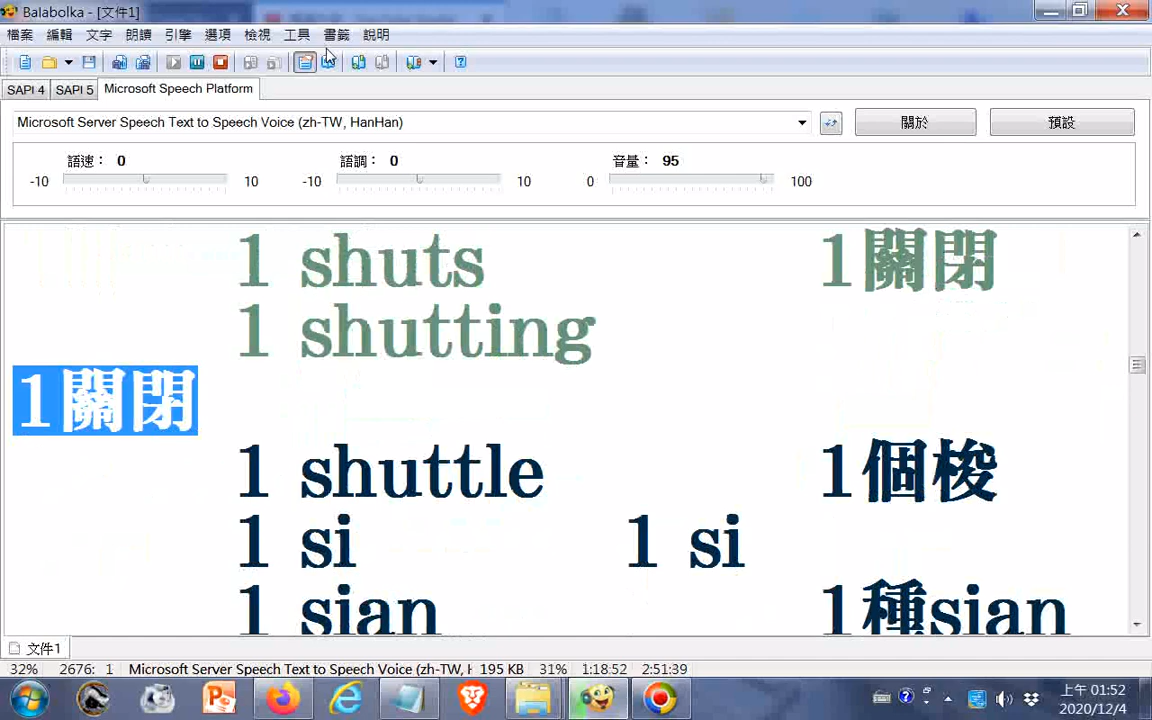 Balabolka - [文件1]
檔案 編輯 文字 朗讀 引擎 選項 檢視 工具 書籤 說明
SAPI 4 SAPI 5 Microsoft Speech Platform
Microsoft Server Speech Text to Speech Voice (zh-TW, HanHan) 關於 預設
語速： 0 語調： 0 音量： 95
-10 10 -10 10 0 100
1 shuts 1關閉
1 shutting
1關閉
1 shuttle 1個梭
1 si 1 si
1 sian 1種sian
文件1
32% 2676: 1 Microsoft Server Speech Text to Speech Voice (zh-TW, H 195 KB 31% 1:18:52 2:51:39
上午 01:52
2020/12/4